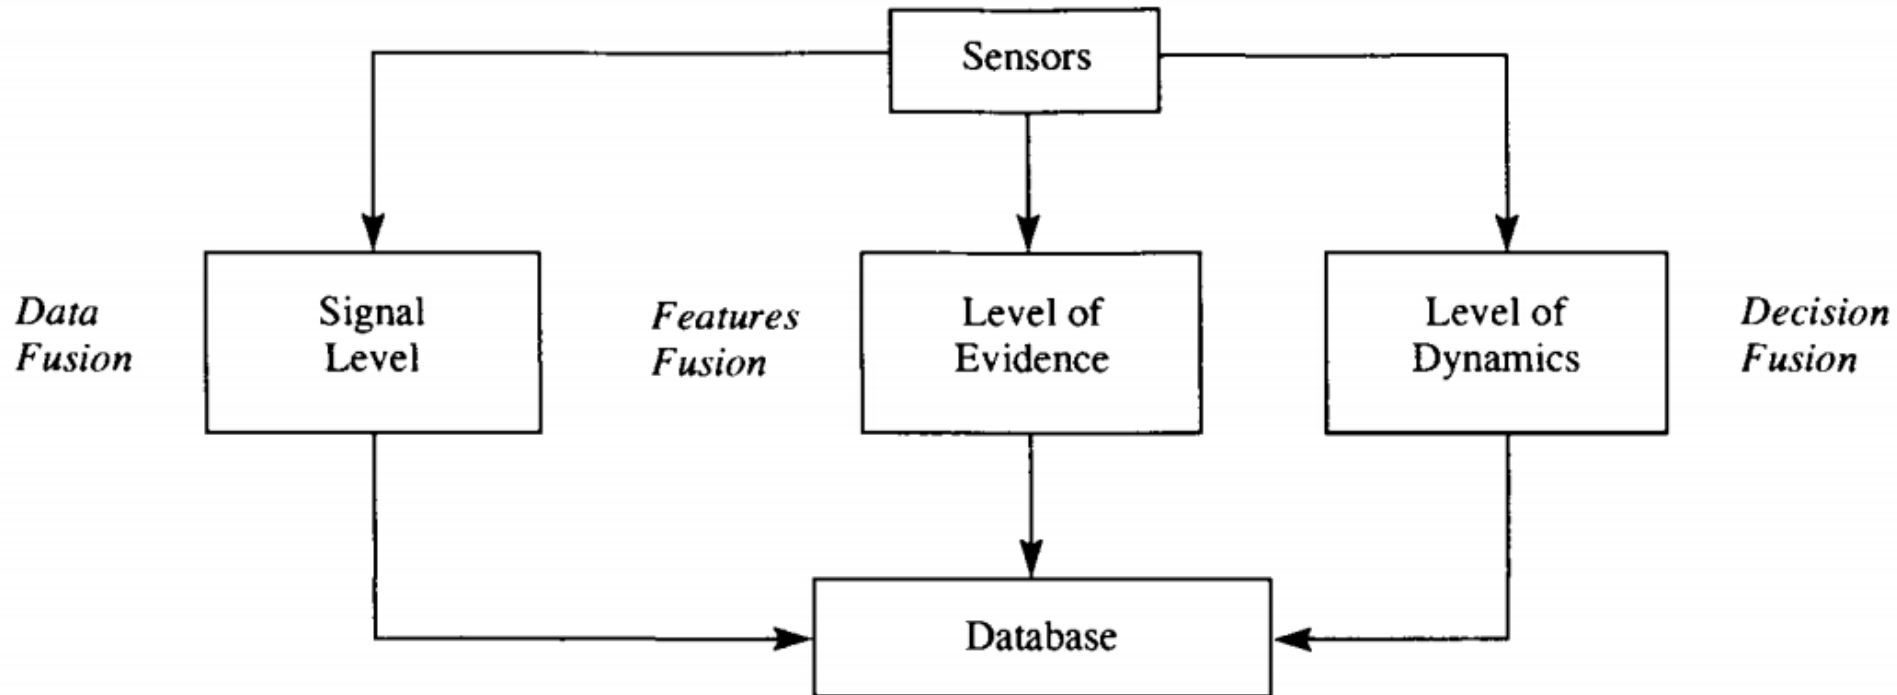 Sensors
Data
Fusion
Signal
Level
Features
Fusion
Level of
Evidence
Level of
Dynamics
Decision
Fusion
Database